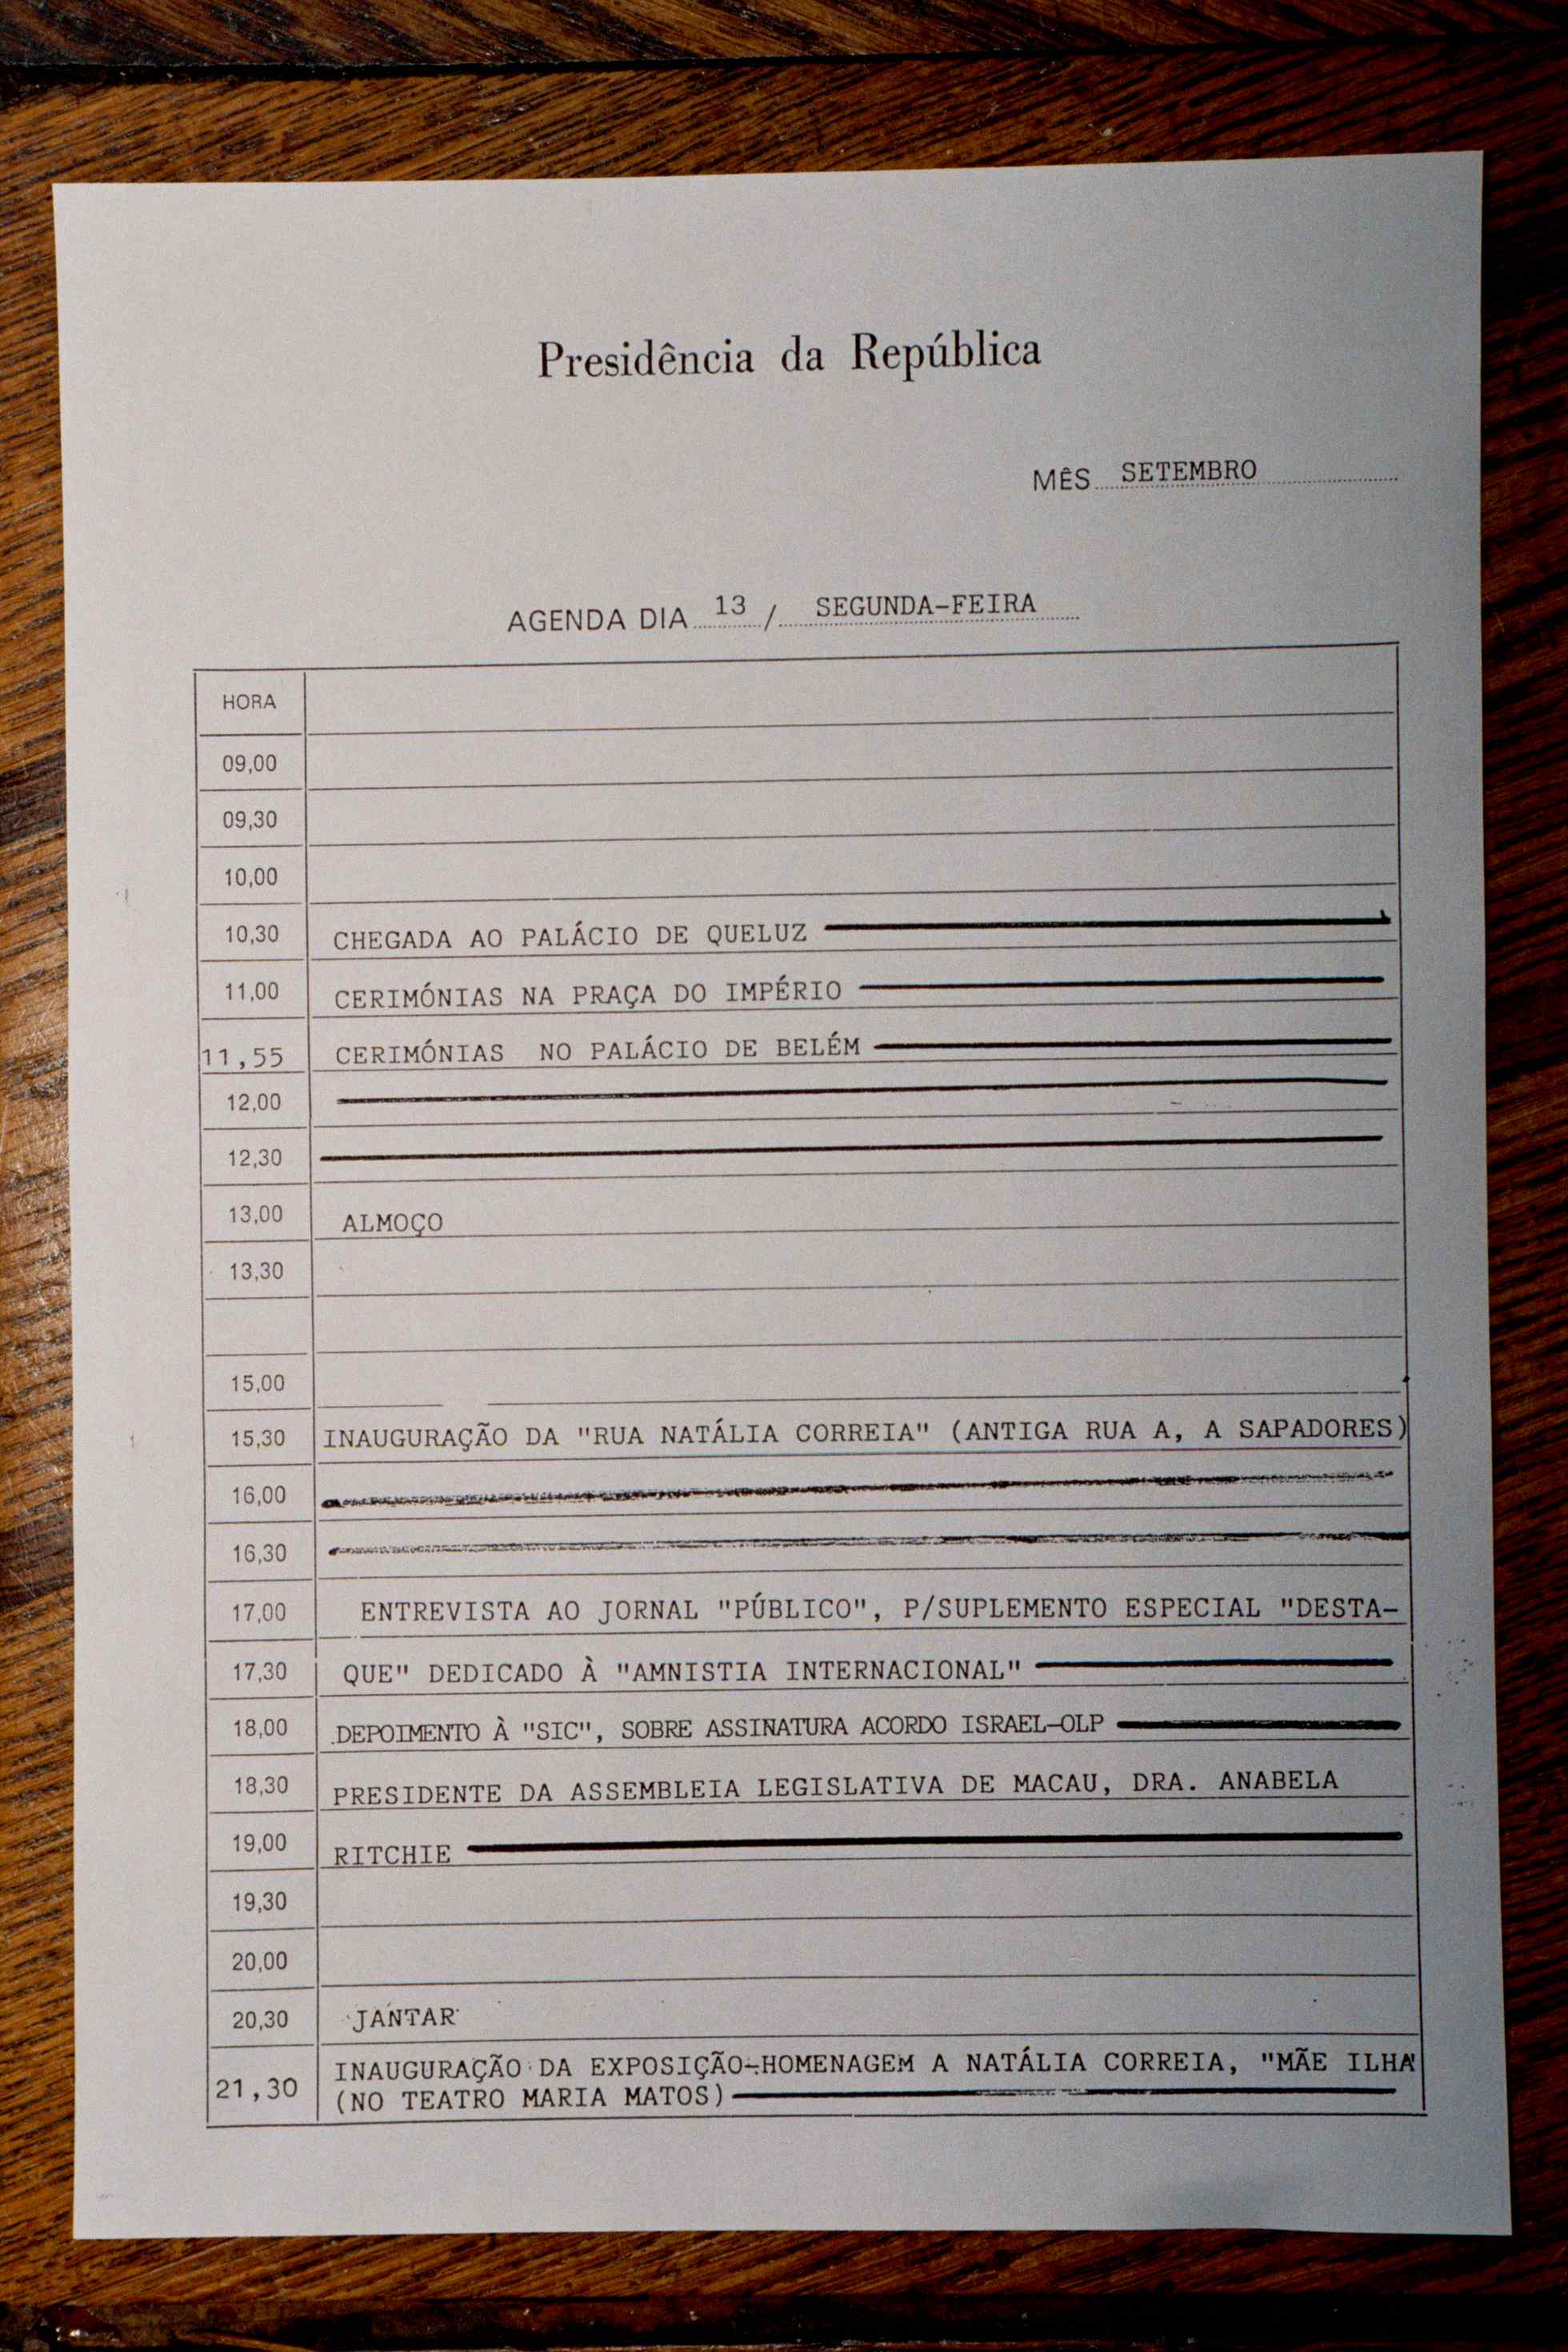 Presidência da República
MÊS SETEMBRO
AGENDA DIA 13 / SEGUNDA-FEIRA
HORA
09,00
09,30
10,00
10,30 CHEGADA AO PALÁCIO DE QUELUZ
11,00 CERIMÓNIAS NA PRAÇA DO IMPÉRIO
11,55 CERIMÓNIAS NO PALÁCIO DE BELÉM
12,00
12,30
13,00 ALMOÇO
13,30
15,00
15,30 INAUGURAÇÃO DA "RUA NATÁLIA CORREIA" (ANTIGA RUA A, A SAPADORES)
16,00
16,30
17,00 ENTREVISTA AO JORNAL "PÚBLICO", P/SUPLEMENTO ESPECIAL "DESTA-
17,30 QUE" DEDICADO À "AMNISTIA INTERNACIONAL"
18,00 DEPOIMENTO À "SIC", SOBRE ASSINATURA ACORDO ISRAEL-OLP
18,30 PRESIDENTE DA ASSEMBLEIA LEGISLATIVA DE MACAU, DRA. ANABELA
19,00 RITCHIE
19,30
20,00
20,30 JANTAR
21,30 INAUGURAÇÃO DA EXPOSIÇÃO-HOMENAGEM A NATÁLIA CORREIA, "MÃE ILHA"
(NO TEATRO MARIA MATOS)